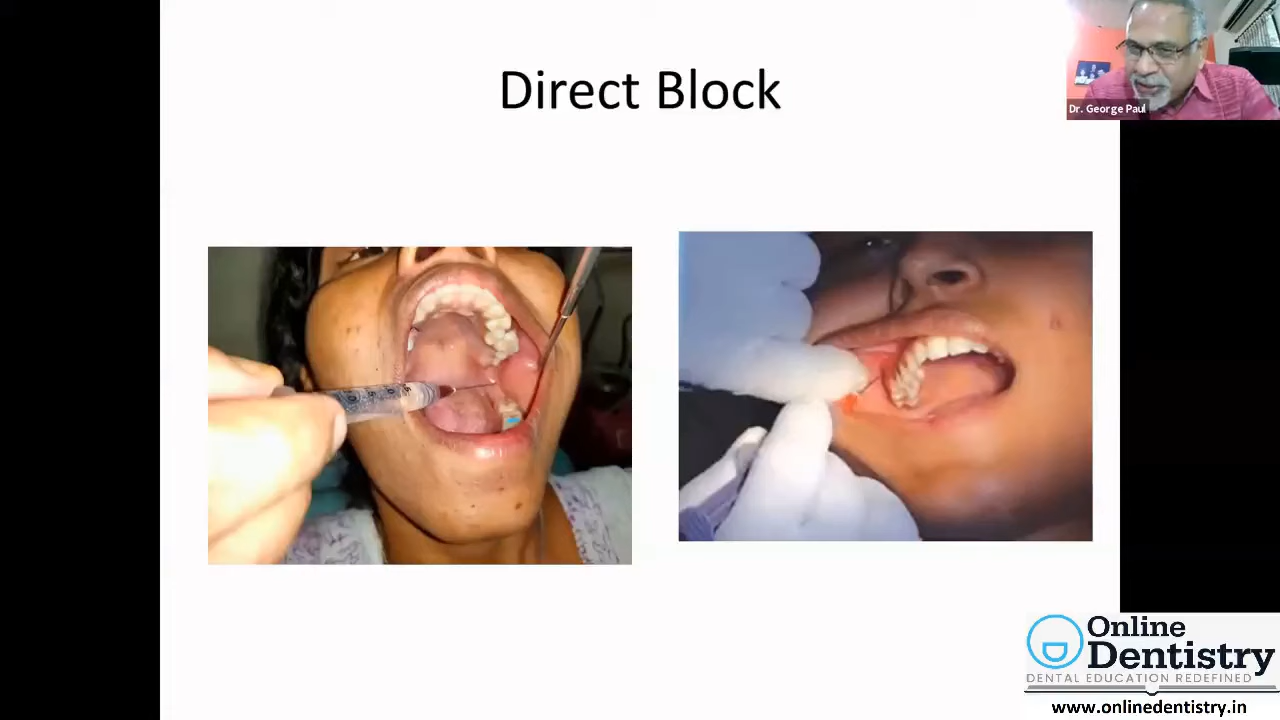 Direct Block
Dr. George Paul
Online
Dentistry
DENTAL EDUCATION REDEFINED
www.onlinedentistry.in